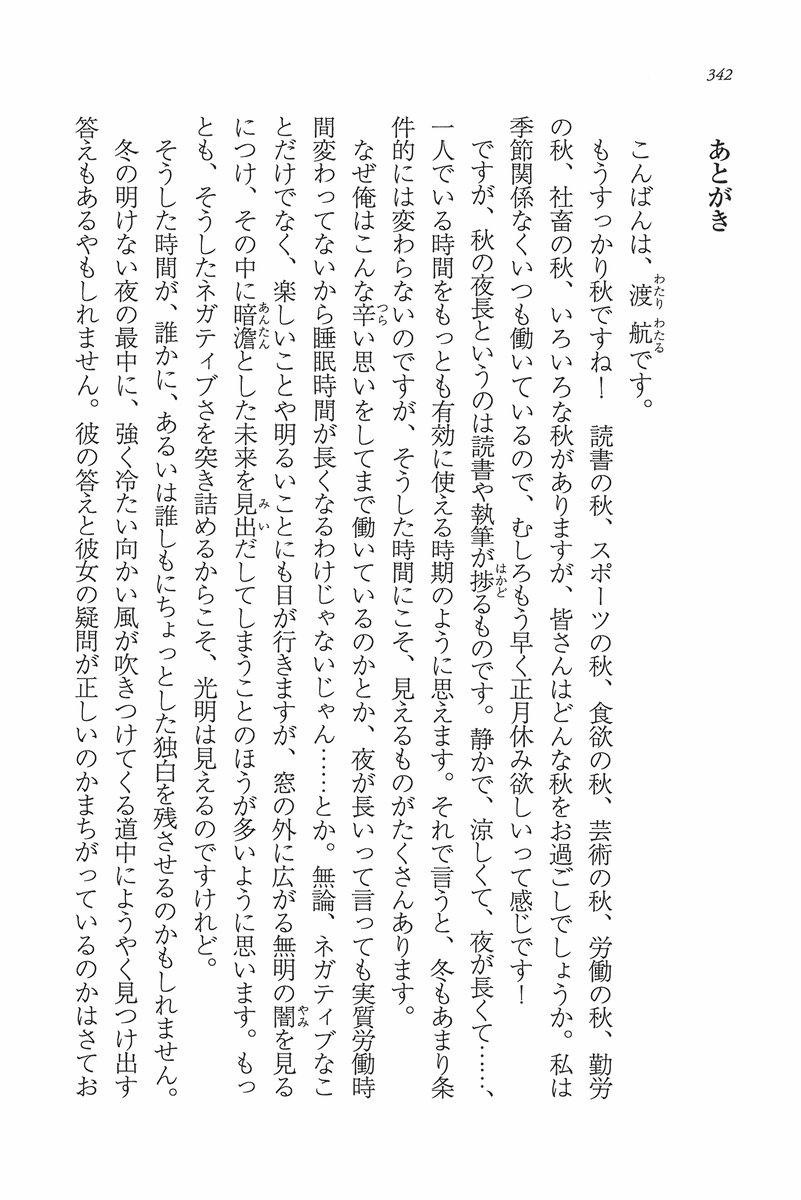 342
あとがき
こんばんは、渡航です。
もうすっかり秋ですね！　読書の秋、スポーツの秋、食欲の秋、芸術の秋、労働の秋、勤労
の秋、社畜の秋、いろいろな秋がありますが、皆さんはどんな秋をお過ごしでしょうか。私は
季節関係なくいつも働いているので、むしろもう早く正月休み欲しいって感じです！
ですが、秋の夜長というのは読書や執筆が捗るものです。静かで、涼しくて、夜が長くて……、
一人でいる時間をもっとも有効に使える時期のように思えます。それで言うと、冬もあまり条
件的には変わらないのですが、そうした時間にこそ、見えるものがたくさんあります。
なぜ俺はこんな辛い思いをしてまで働いているのかとか、夜が長いって言っても実質労働時
間変わってないから睡眠時間が長くなるわけじゃないじゃん……とか。無論、ネガティブなこ
とだけでなく、楽しいことや明るいことにも目が行きますが、窓の外に広がる無明の闇を見る
につけ、その中に暗澹とした未来を見出だしてしまうことのほうが多いように思います。もっ
とも、そうしたネガティブさを突き詰めるからこそ、光明は見えるのですけれど。
そうした時間が、誰かに、あるいは誰しもにちょっとした独白を残させるのかもしれません。
冬の明けない夜の最中に、強く冷たい向かい風が吹きつけてくる道中にようやく見つけ出す
答えもあるやもしれません。彼の答えと彼女の疑問が正しいのかまちがっているのかはさてお